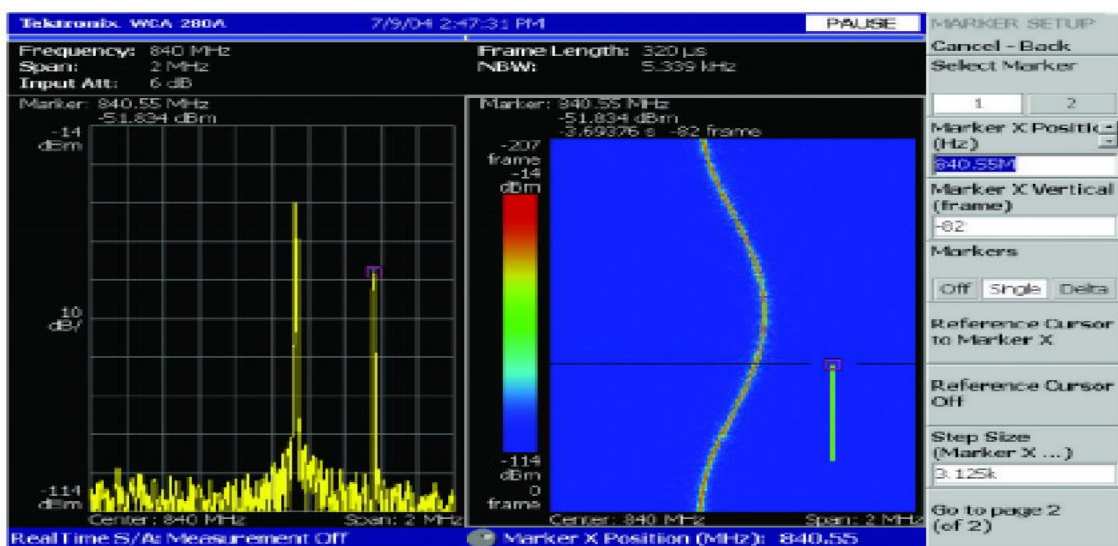 Tektronix WCA 280A 7/9/04 2:47:31 PM PAUSE
Frequency: 840 MHz
Span: 2 MHz
Input Att: 6 dB
Frame Length: 320 µs
NBW: 5.339 kHz
Marker: 840.55 MHz
-51.834 dBm
-14
dBm
10
dB/
-114
dBm
Center: 840 MHz Span: 2 MHz
Marker: 840.55 MHz
-51.834 dBm
-3.69376 s -82 frame
-207
frame
-14
dBm
-114
dBm
0
frame
Center: 840 MHz Span: 2 MHz
MARKER SETUP
Cancel - Back
Select Marker
1 2
Marker X Positic
(Hz)
840.55M
Marker X Vertical
(frame)
-82
Markers
Off Single Delta
Reference Cursor
to Marker X
Reference Cursor
Off
Step Size
(Marker X ...)
3.125k
Go to page 2
(of 2)
RealTime S/A: Measurement Off Marker X Position (MHz): 840.55